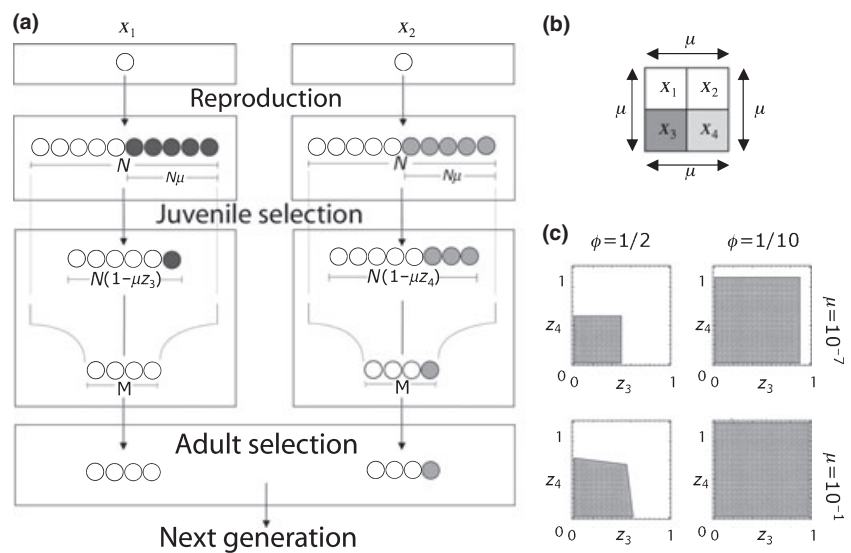 (a)
X₁ X₂
Reproduction
N N
Nμ Nμ
Juvenile selection
N(1–μz₃) N(1–μz₄)
M M
Adult selection
Next generation
(b)
μ
μ X₁ X₂ μ
X₃ X₄
μ
(c)
ϕ=1/2 ϕ=1/10
1 1
z₄ z₄ μ=10⁻⁷
0 0
0 z₃ 1 0 z₃ 1
1 1
z₄ z₄ μ=10⁻¹
0 0
0 z₃ 1 0 z₃ 1